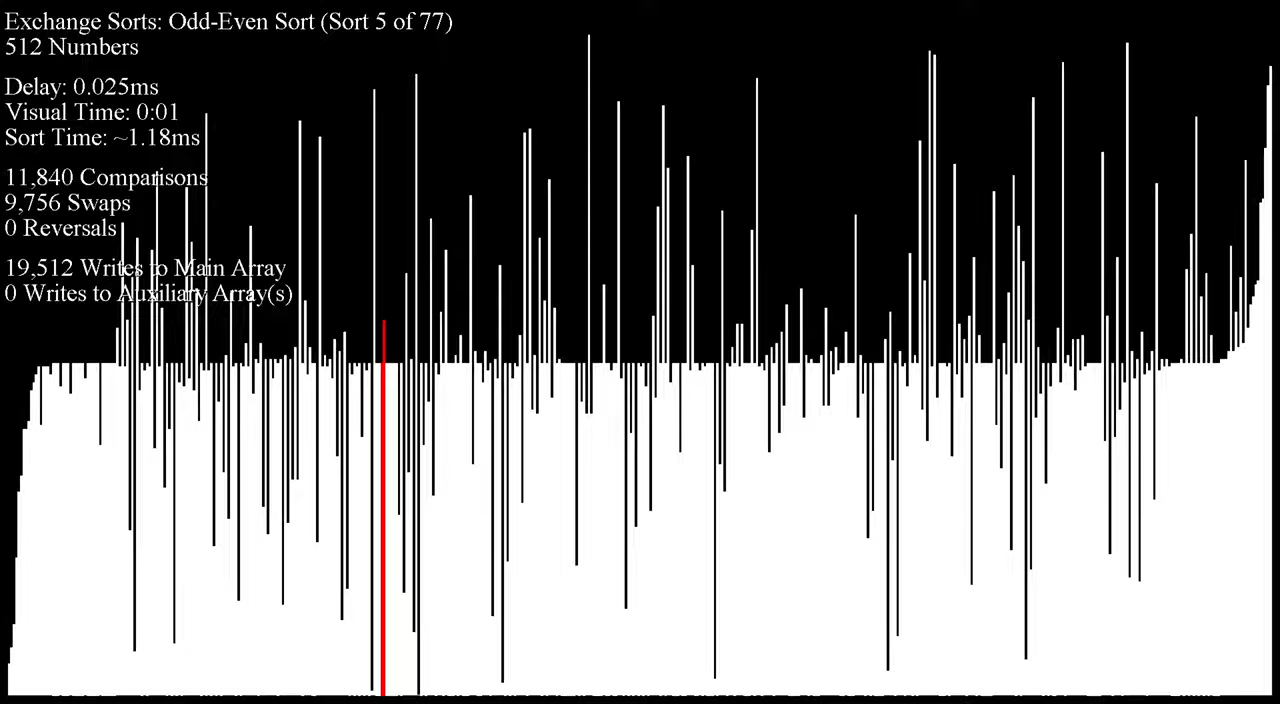 Exchange Sorts: Odd-Even Sort (Sort 5 of 77)
512 Numbers
Delay: 0.025ms
Visual Time: 0:01
Sort Time: ~1.18ms
11,840 Comparisons
9,756 Swaps
0 Reversals
19,512 Writes to Main Array
0 Writes to Auxiliary Array(s)